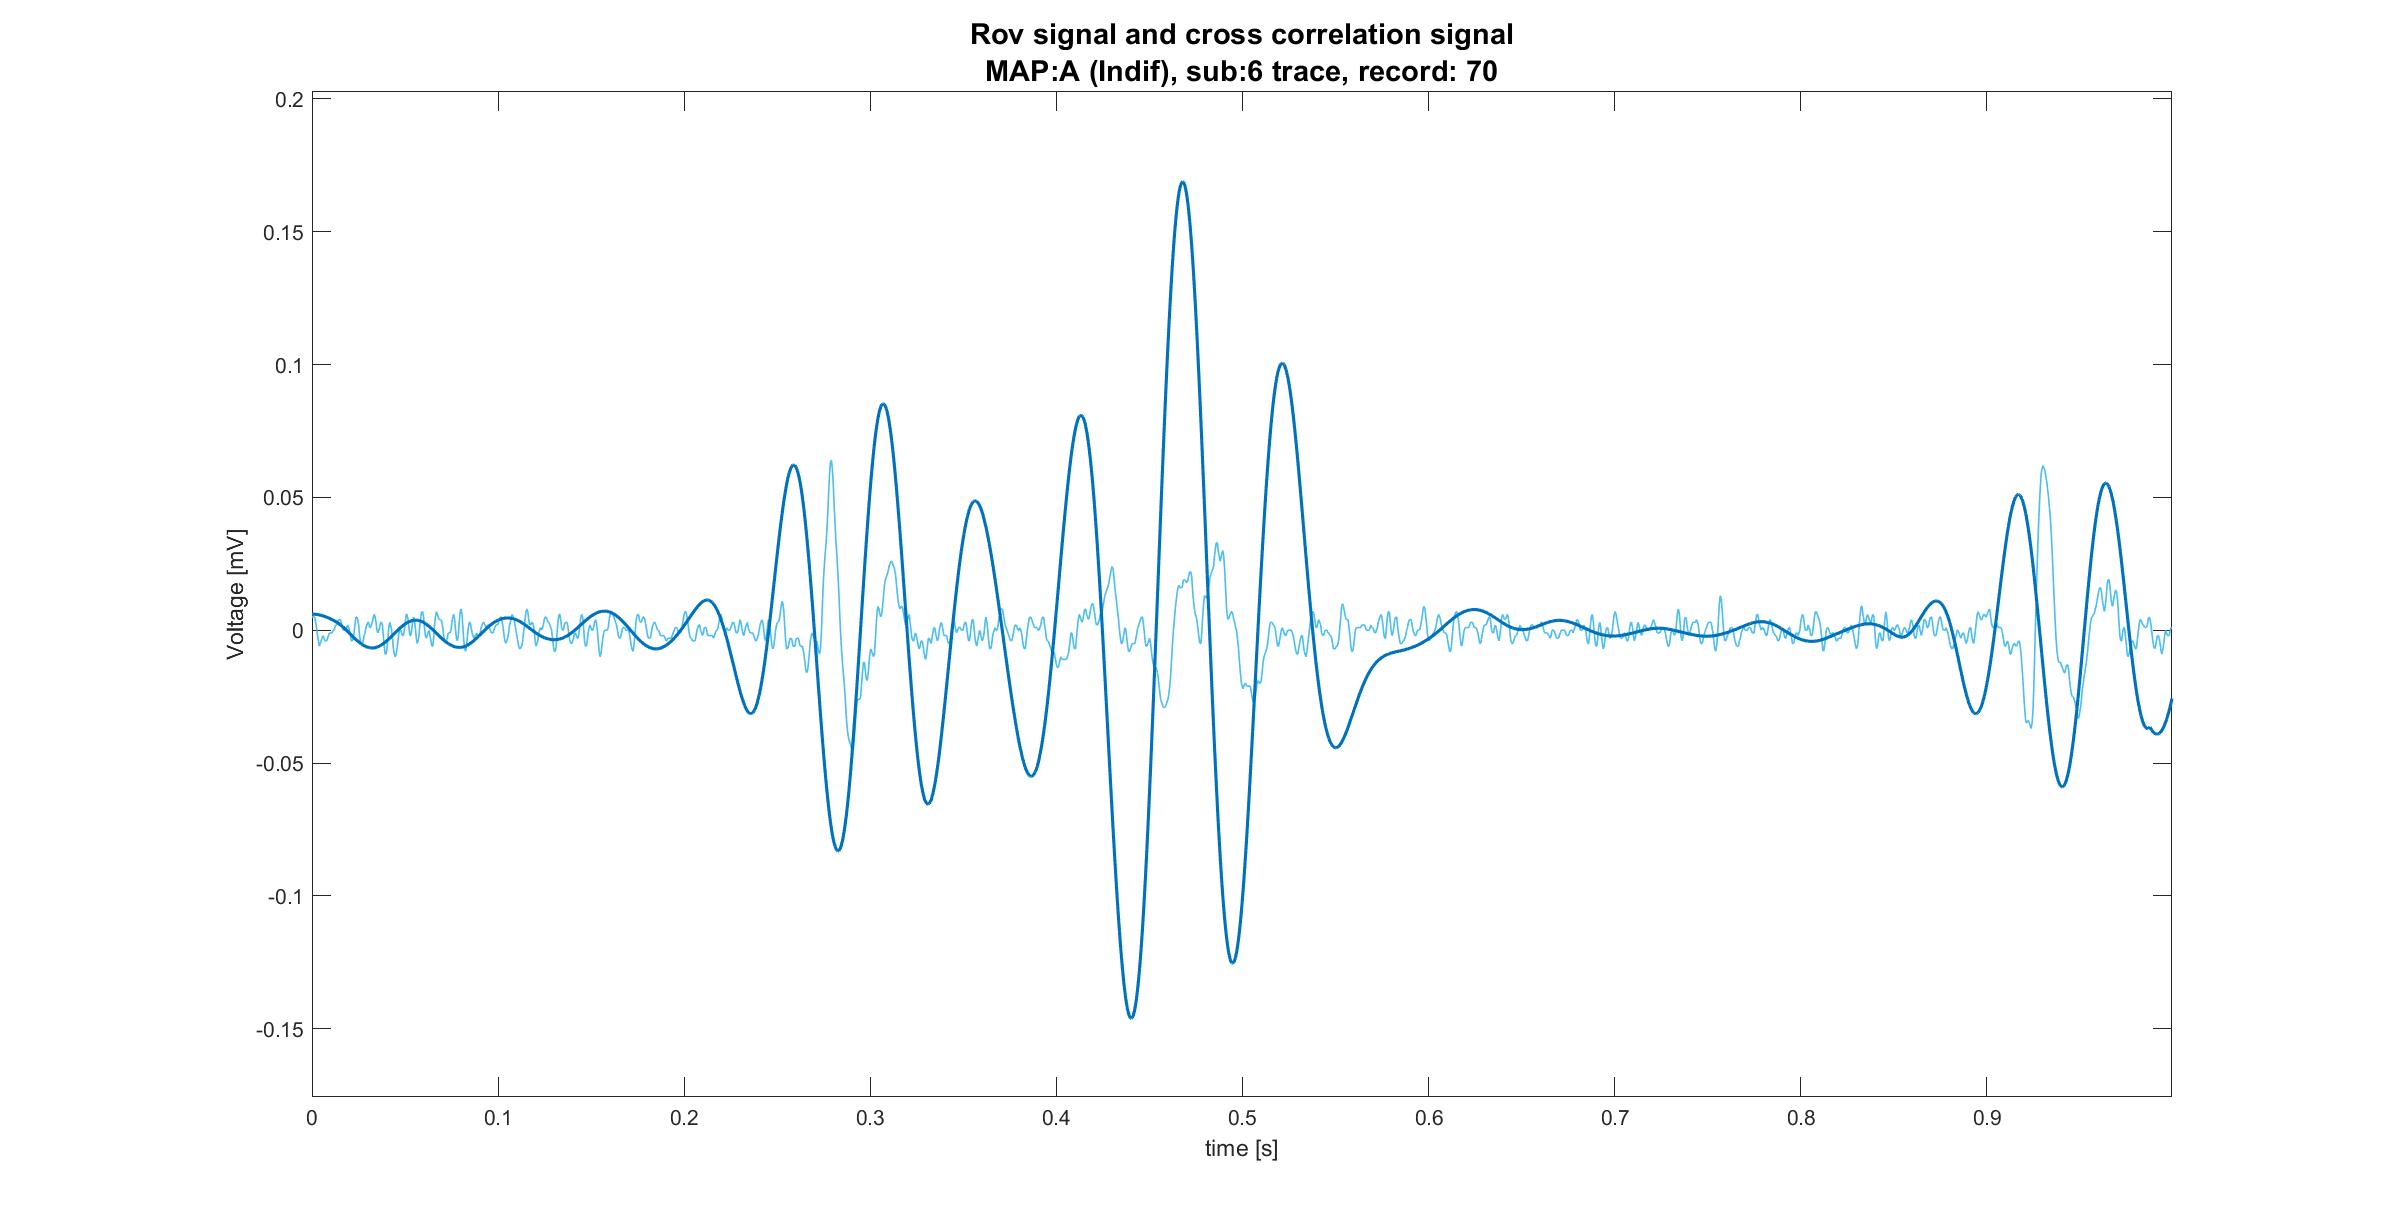 Rov signal and cross correlation signal
MAP:A (Indif), sub:6 trace, record: 70
0.2
0.15
0.1
0.05
0
-0.05
-0.1
-0.15
Voltage [mV]
0 0.1 0.2 0.3 0.4 0.5 0.6 0.7 0.8 0.9
time [s]